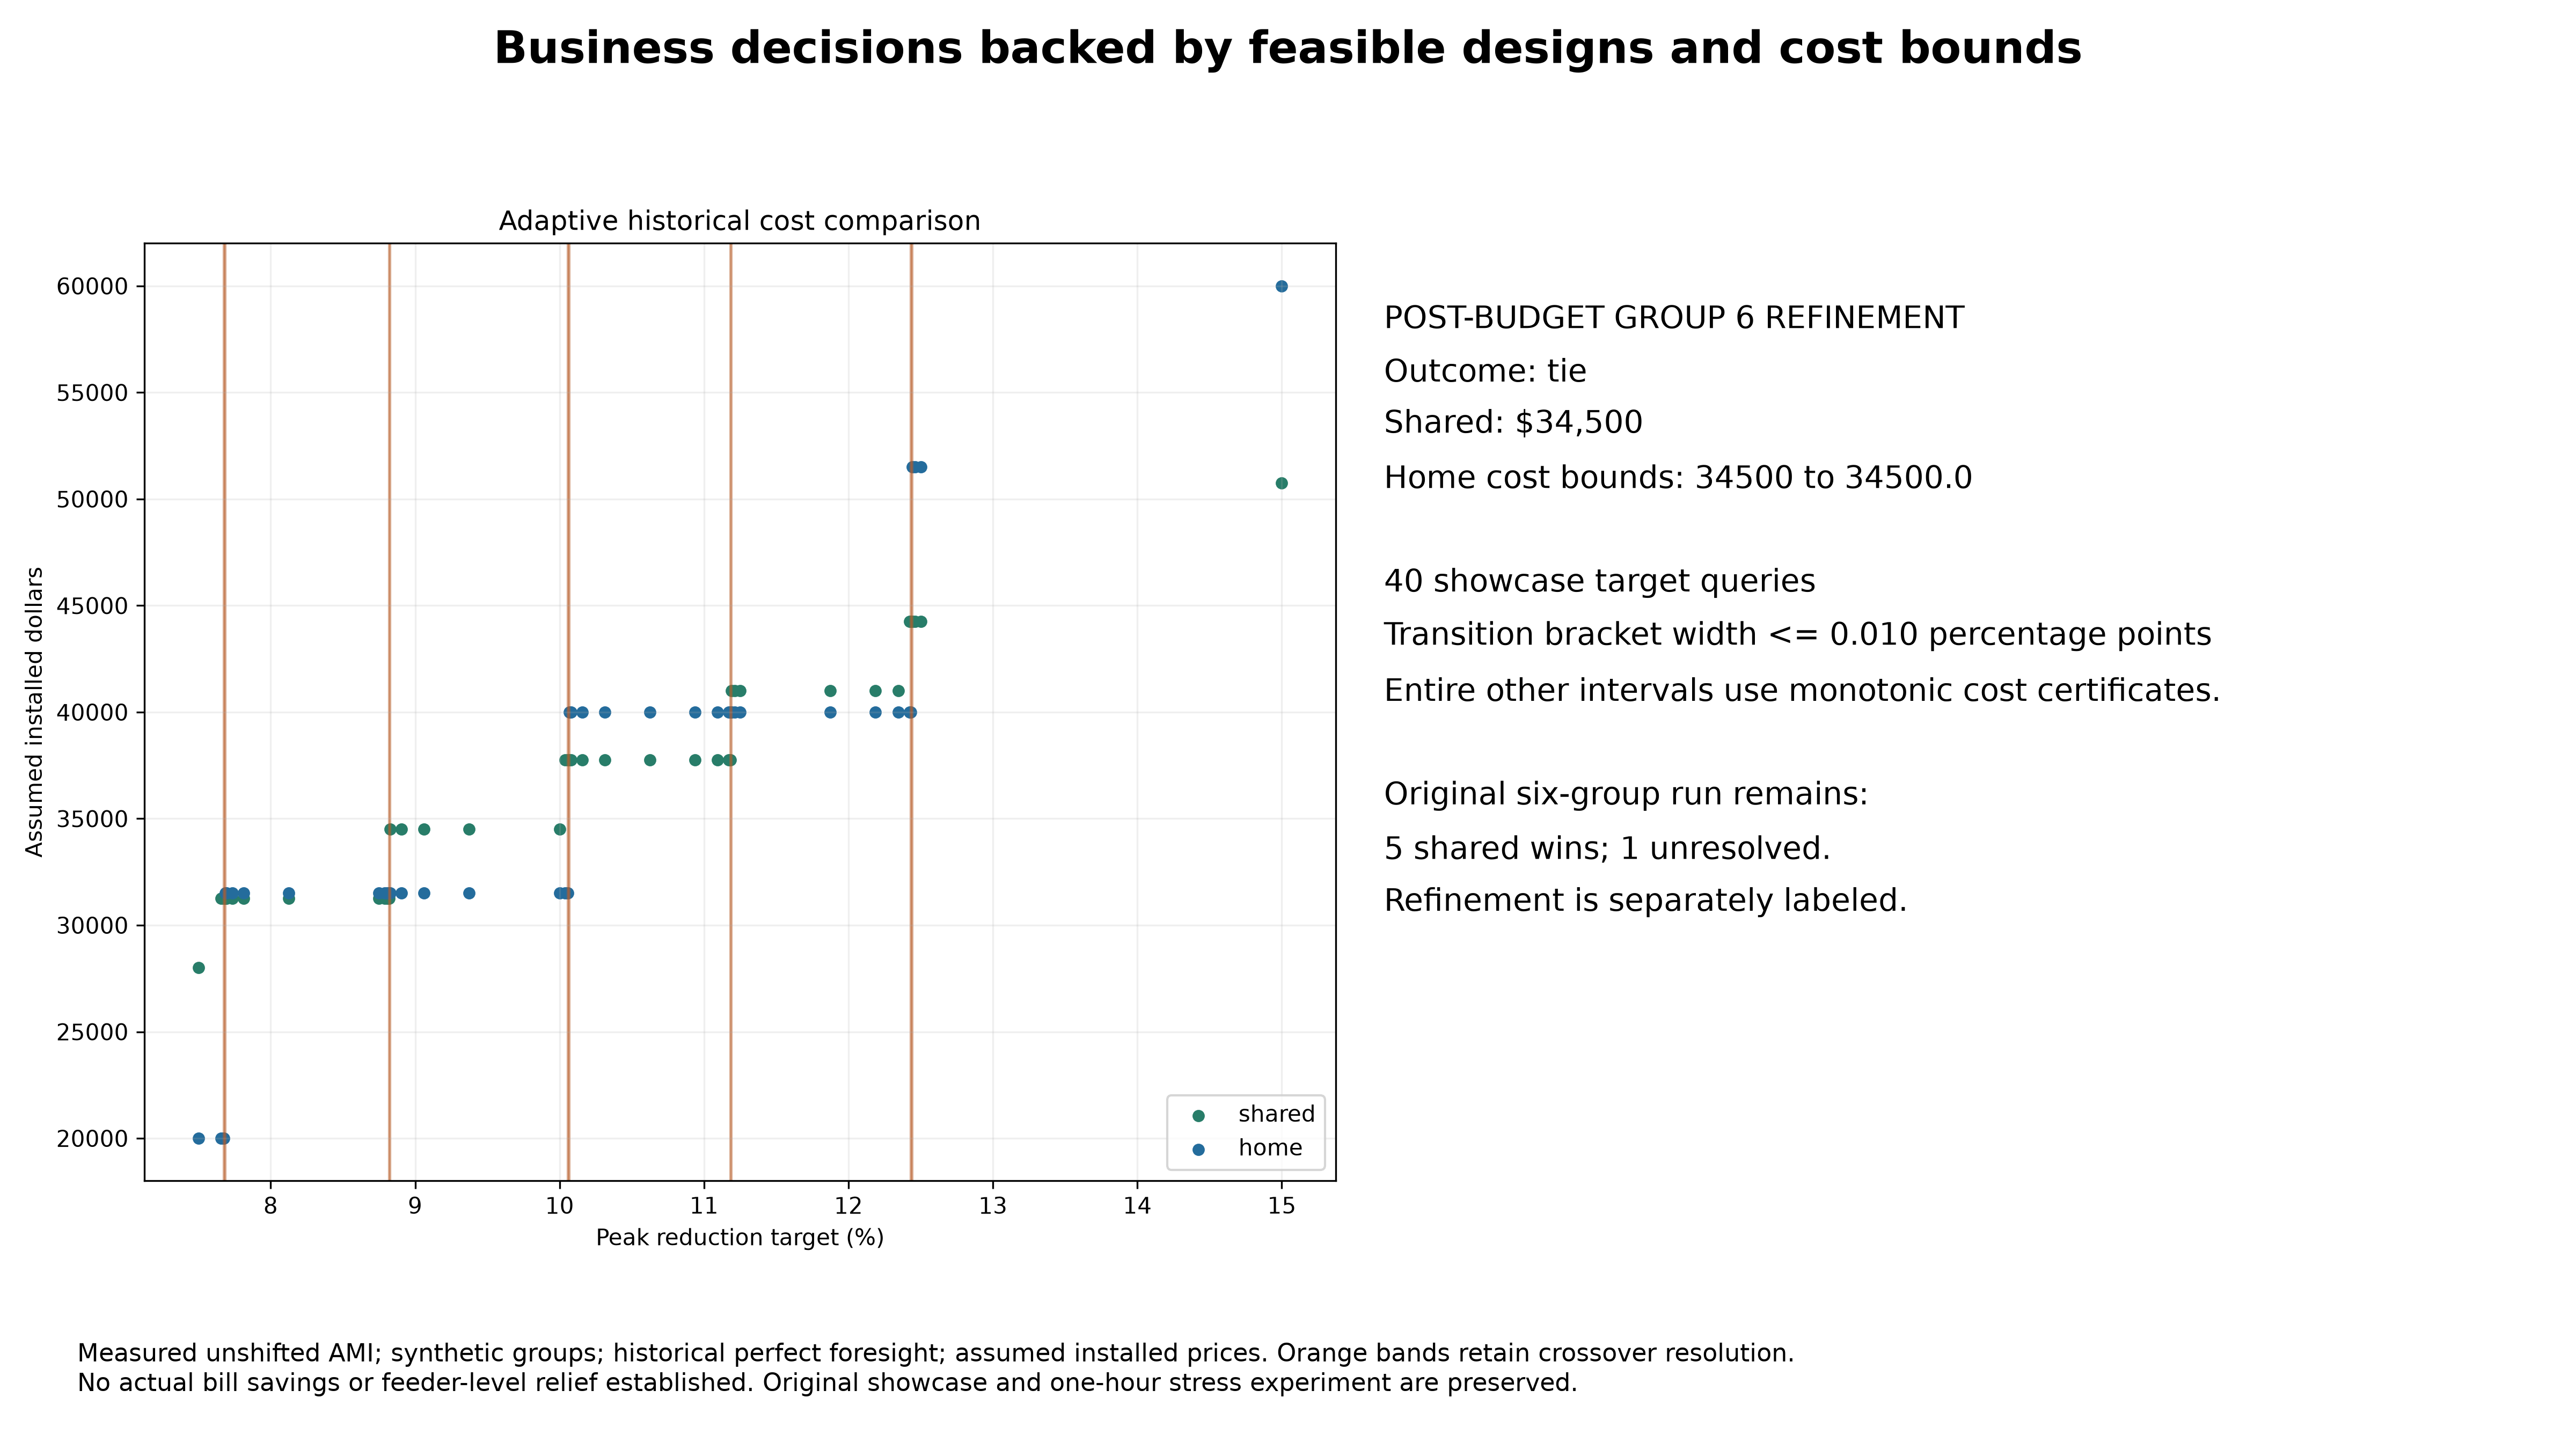 Business decisions backed by feasible designs and cost bounds
Adaptive historical cost comparison
60000
55000
50000
45000
40000
35000
30000
25000
20000
Assumed installed dollars
8 9 10 11 12 13 14 15
Peak reduction target (%)
shared
home
POST-BUDGET GROUP 6 REFINEMENT
Outcome: tie
Shared: $34,500
Home cost bounds: 34500 to 34500.0
40 showcase target queries
Transition bracket width <= 0.010 percentage points
Entire other intervals use monotonic cost certificates.
Original six-group run remains:
5 shared wins; 1 unresolved.
Refinement is separately labeled.
Measured unshifted AMI; synthetic groups; historical perfect foresight; assumed installed prices. Orange bands retain crossover resolution.
No actual bill savings or feeder-level relief established. Original showcase and one-hour stress experiment are preserved.